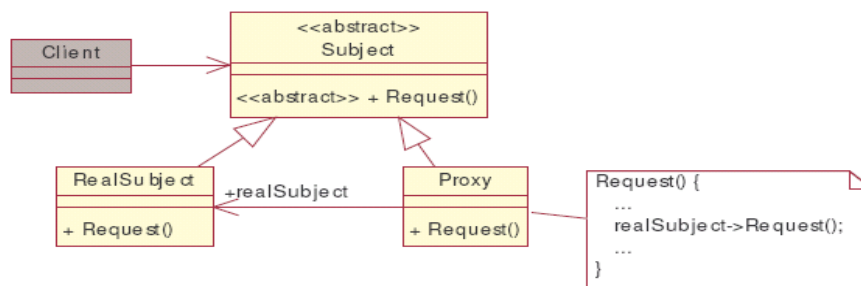 <<abstract>>
Subject
Client
<<abstract>> + Request()
RealSubject
+ Request()
+realSubject
Proxy
+ Request()
Request() {
...
realSubject->Request();
...
}